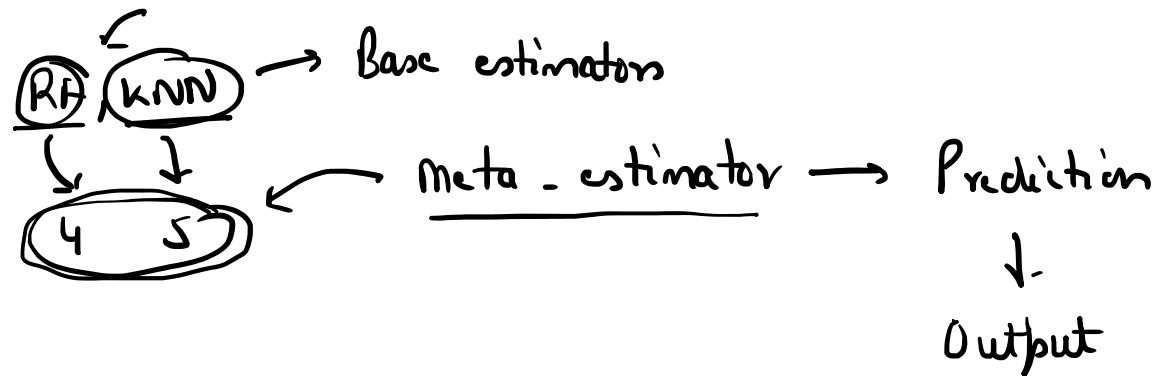 RF, KNN → Base estimators
4 5 ← meta_estimator → Prediction
↓
Output